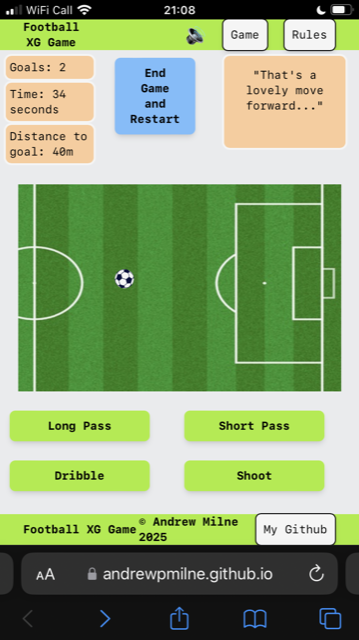 WiFi Call
21:08
Football
XG Game
Game
Rules
Goals: 2
Time: 34
seconds
Distance to
goal: 40m
End
Game
and
Restart
"That's a
lovely move
forward..."
Long Pass
Short Pass
Dribble
Shoot
Football XG Game
© Andrew Milne
2025
My Github
AA
andrewpmilne.github.io